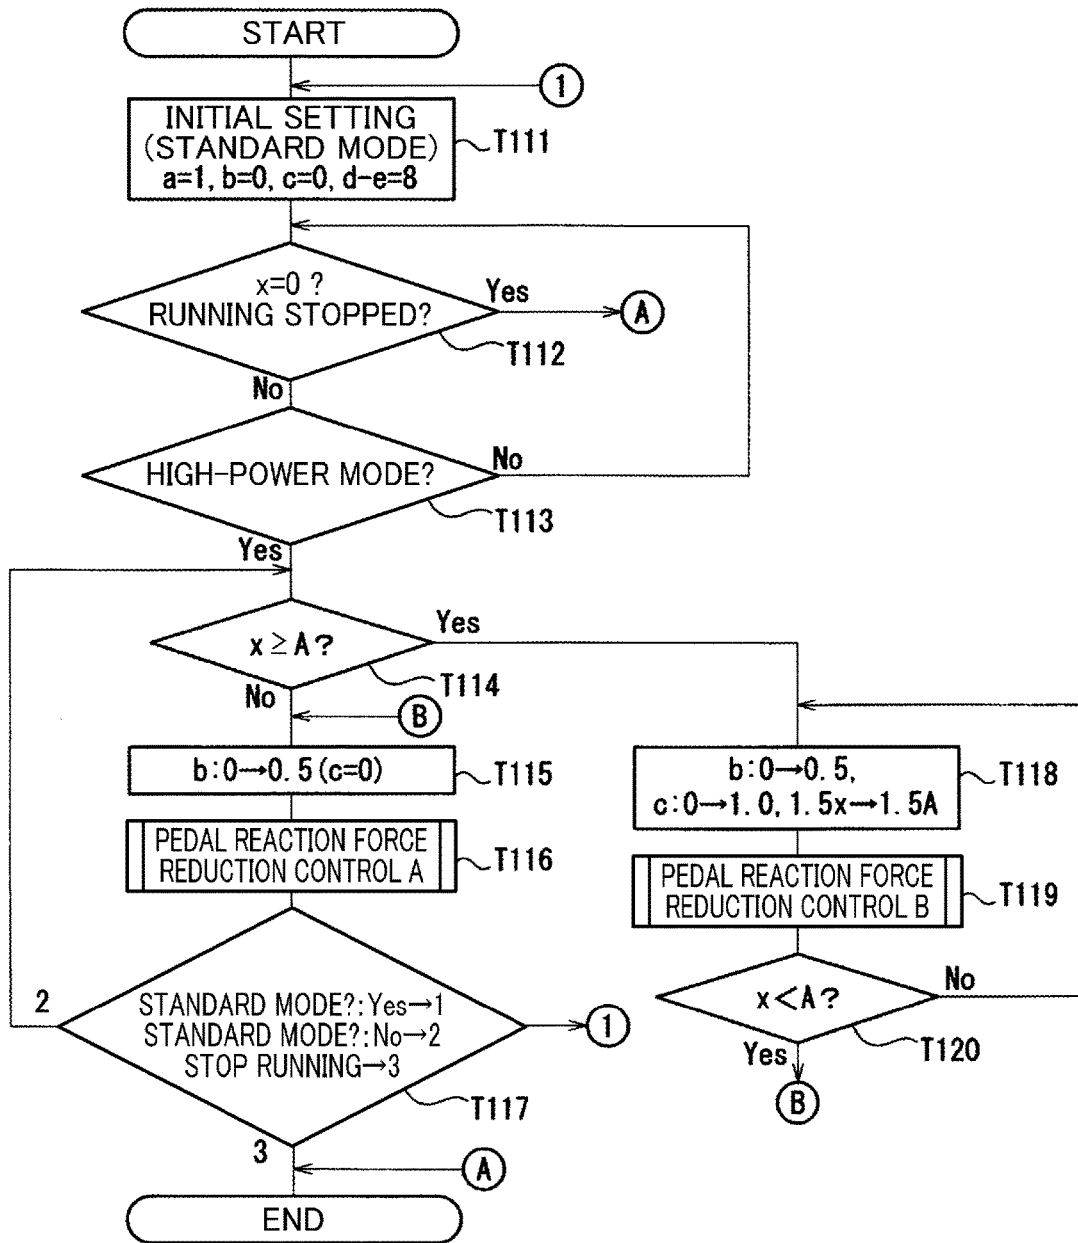 START
1
INITIAL SETTING
(STANDARD MODE)
a=1, b=0, c=0, d-e=8
T111
x=0 ?
RUNNING STOPPED?
Yes
A
T112
No
HIGH-POWER MODE?
No
T113
Yes
x ≧ A ?
Yes
T114
No
B
b:0→0.5(c=0)
T115
b:0→0.5,
c:0→1.0, 1.5x→1.5A
T118
PEDAL REACTION FORCE
REDUCTION CONTROL A
T116
PEDAL REACTION FORCE
REDUCTION CONTROL B
T119
2
STANDARD MODE?:Yes→1
STANDARD MODE?:No→2
STOP RUNNING→3
1
T117
x<A?
No
T120
Yes
B
3
A
END